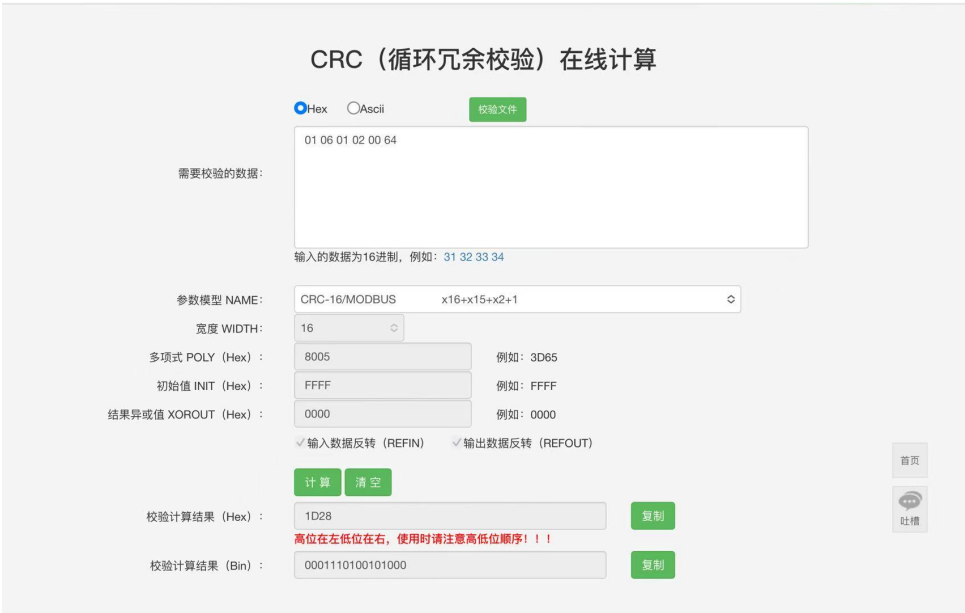 CRC（循环冗余校验）在线计算
Hex Ascii 校验文件
需要校验的数据：
01 06 01 02 00 64
输入的数据为16进制，例如：31 32 33 34
参数模型 NAME： CRC-16/MODBUS x16+x15+x2+1
宽度 WIDTH： 16
多项式 POLY（Hex）： 8005 例如：3D65
初始值 INIT（Hex）： FFFF 例如：FFFF
结果异或值 XOROUT（Hex）： 0000 例如：0000
输入数据反转（REFIN） 输出数据反转（REFOUT）
首页
计 算 清 空
吐槽
校验计算结果（Hex）： 1D28 复制
高位在左低位在右，使用时请注意高低位顺序！！！
校验计算结果（Bin）： 0001110100101000 复制